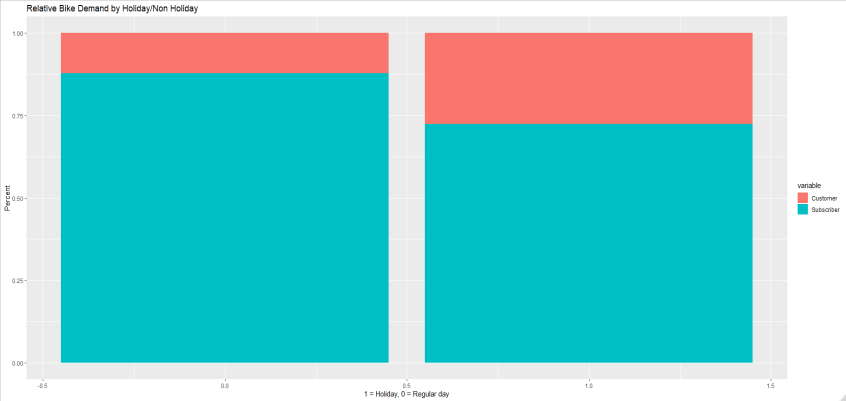 Relative Bike Demand by Holiday/Non Holiday
1.00
0.75
0.50
0.25
0.00
Percent
-0.5
0.0
0.5
1.0
1.5
1 = Holiday, 0 = Regular day
variable
Customer
Subscriber